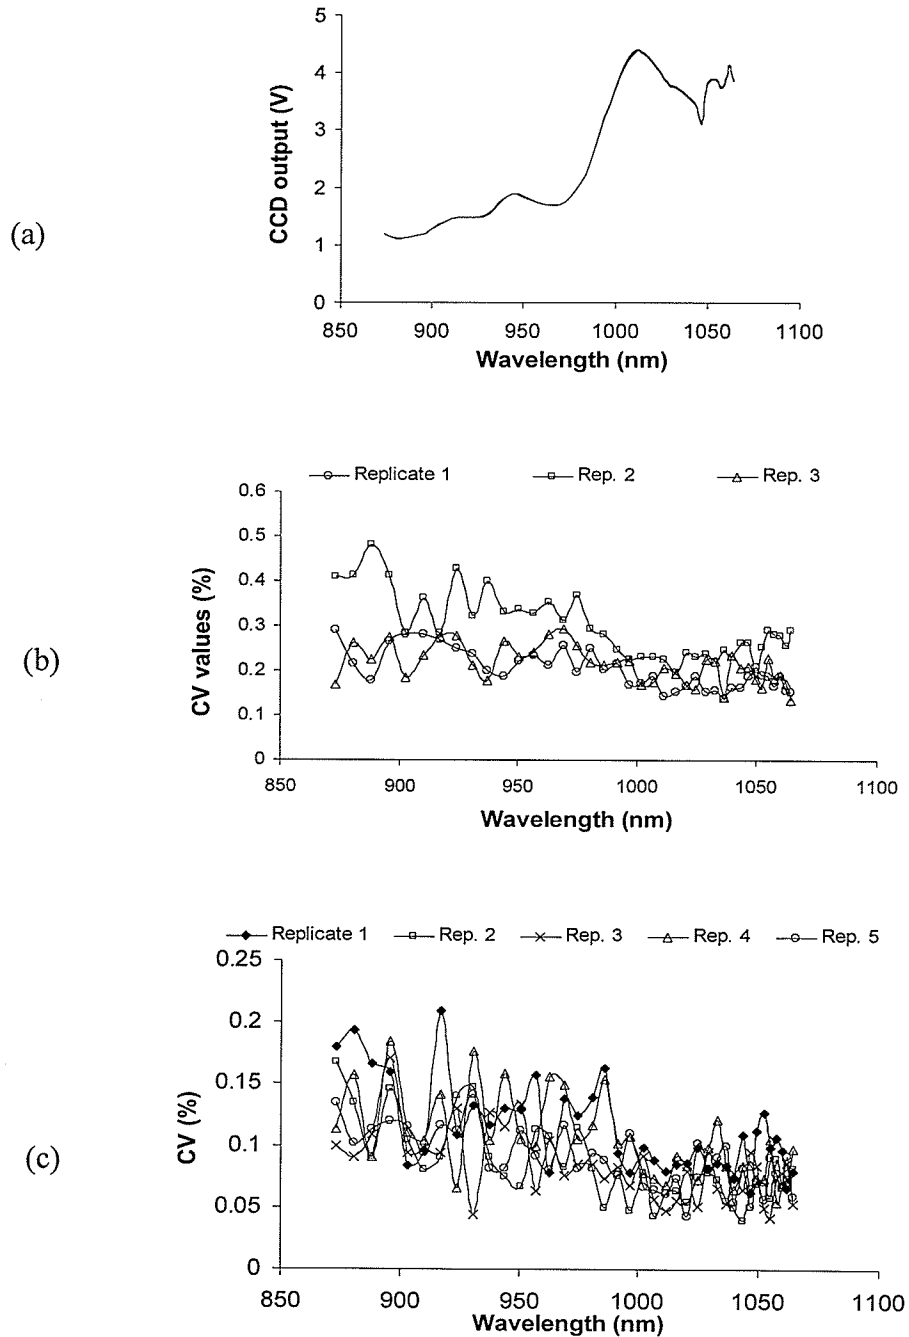 (a)
CCD output (V)
5
4
3
2
1
0
850 900 950 1000 1050 1100
Wavelength (nm)
(b)
Replicate 1 Rep. 2 Rep. 3
CV values (%)
0.6
0.5
0.4
0.3
0.2
0.1
0
850 900 950 1000 1050 1100
Wavelength (nm)
(c)
Replicate 1 Rep. 2 Rep. 3 Rep. 4 Rep. 5
CV (%)
0.25
0.2
0.15
0.1
0.05
0
850 900 950 1000 1050 1100
Wavelength (nm)